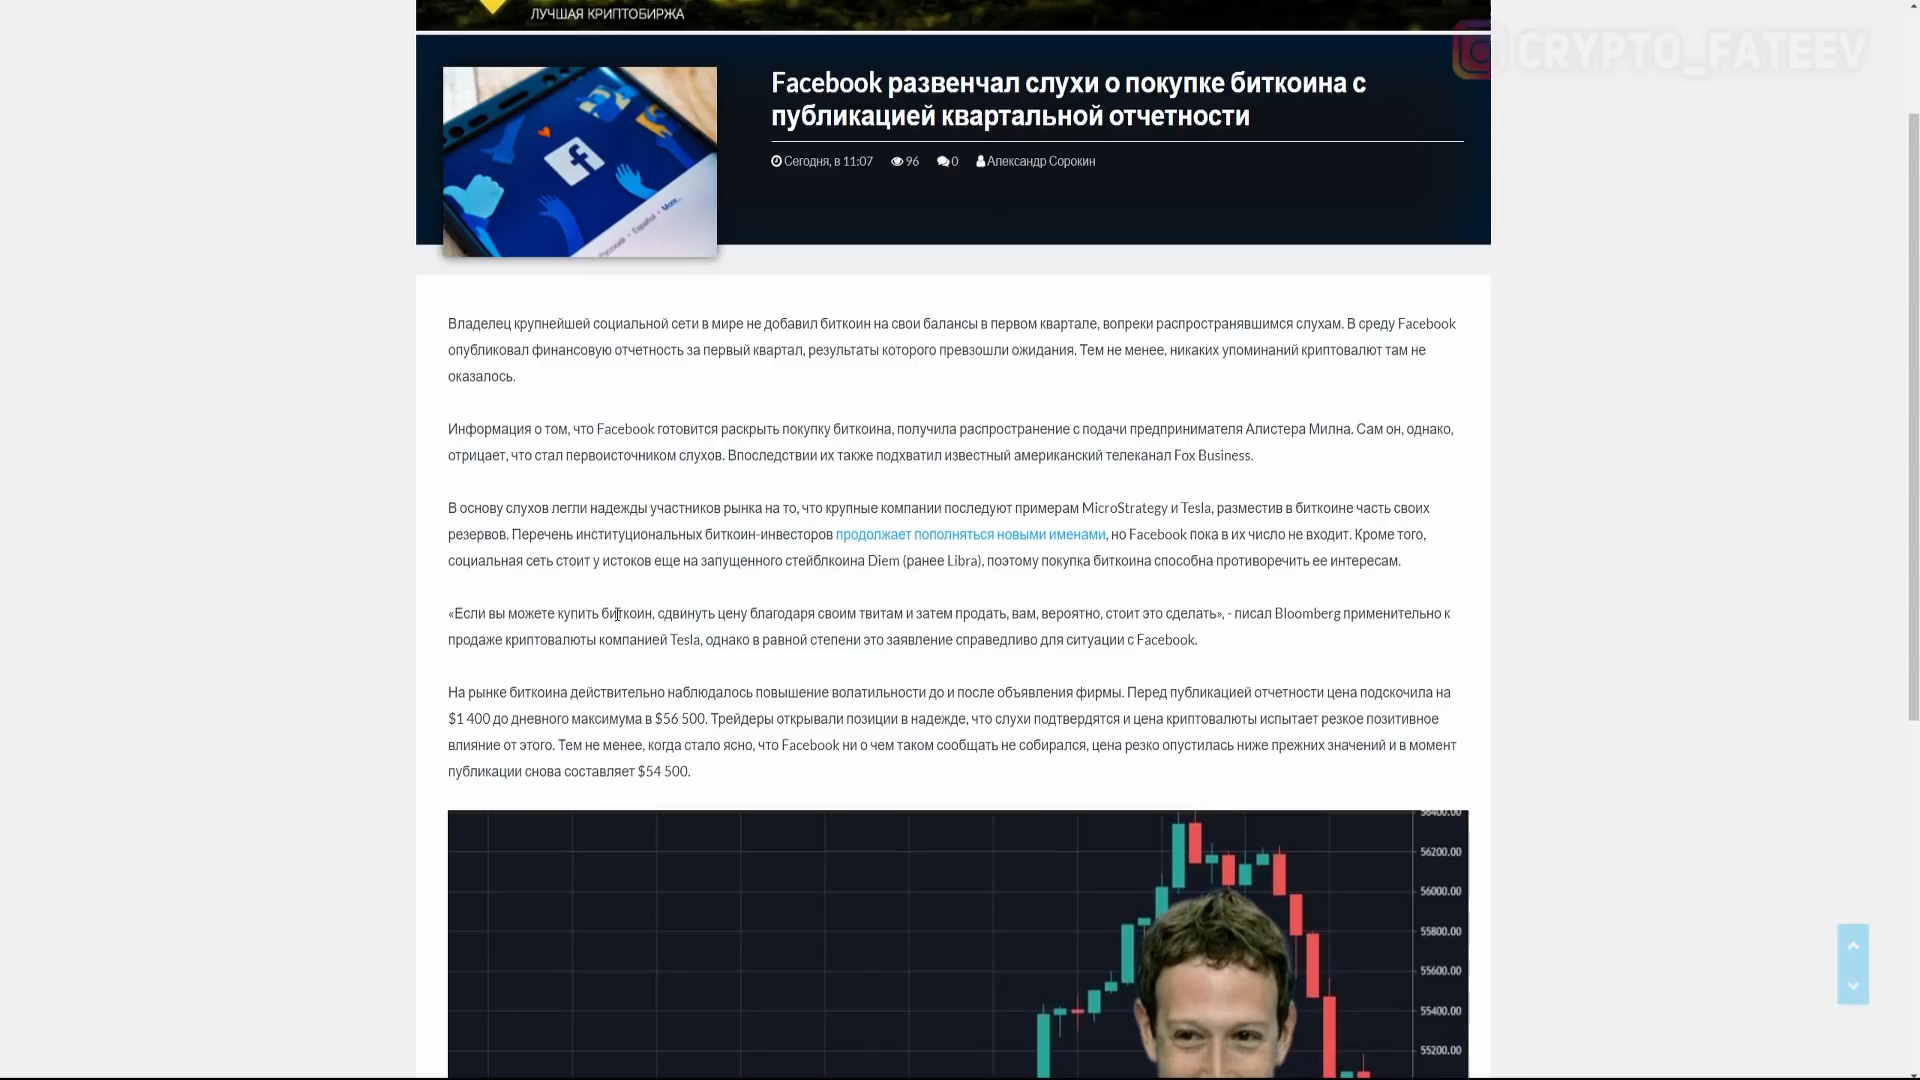 ЛУЧШАЯ КРИПТОБИРЖА
CRYPTO_FATEEV
Facebook развенчал слухи о покупке биткоина с
публикацией квартальной отчетности
Сегодня, в 11:07 96 0 Александр Сорокин
Русский • Español • More...
Владелец крупнейшей социальной сети в мире не добавил биткоин на свои балансы в первом квартале, вопреки распространявшимся слухам. В среду Facebook
опубликовал финансовую отчетность за первый квартал, результаты которого превзошли ожидания. Тем не менее, никаких упоминаний криптовалют там не
оказалось.
Информация о том, что Facebook готовится раскрыть покупку биткоина, получила распространение с подачи предпринимателя Алистера Милна. Сам он, однако,
отрицает, что стал первоисточником слухов. Впоследствии их также подхватил известный американский телеканал Fox Business.
В основу слухов легли надежды участников рынка на то, что крупные компании последуют примерам MicroStrategy и Tesla, разместив в биткоине часть своих
резервов. Перечень институциональных биткоин-инвесторов продолжает пополняться новыми именами, но Facebook пока в их число не входит. Кроме того,
социальная сеть стоит у истоков еще на запущенного стейблкоина Diem (ранее Libra), поэтому покупка биткоина способна противоречить ее интересам.
«Если вы можете купить биткоин, сдвинуть цену благодаря своим твитам и затем продать, вам, вероятно, стоит это сделать», - писал Bloomberg применительно к
продаже криптовалюты компанией Tesla, однако в равной степени это заявление справедливо для ситуации с Facebook.
На рынке биткоина действительно наблюдалось повышение волатильности до и после объявления фирмы. Перед публикацией отчетности цена подскочила на
$1 400 до дневного максимума в $56 500. Трейдеры открывали позиции в надежде, что слухи подтвердятся и цена криптовалюты испытает резкое позитивное
влияние от этого. Тем не менее, когда стало ясно, что Facebook ни о чем таком сообщать не собирался, цена резко опустилась ниже прежних значений и в момент
публикации снова составляет $54 500.
56400.00
56200.00
56000.00
55800.00
55600.00
55400.00
55200.00